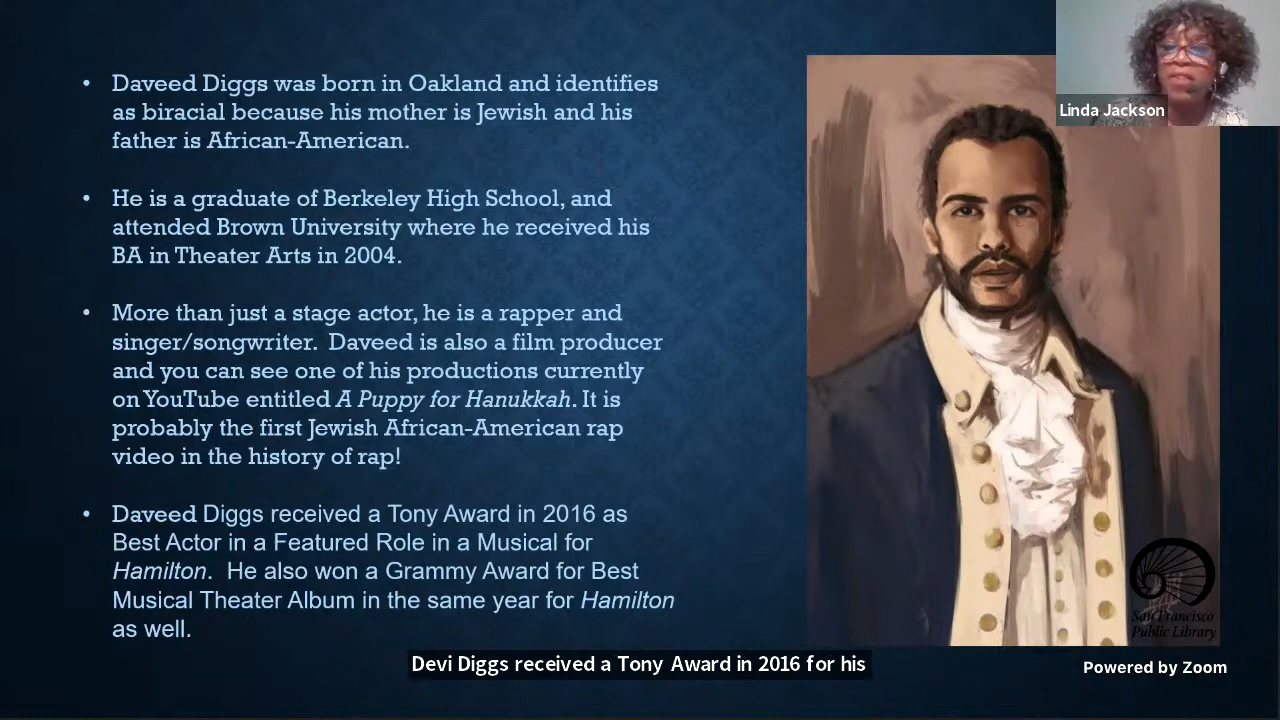 • Daveed Diggs was born in Oakland and identifies
as biracial because his mother is Jewish and his
father is African-American.
• He is a graduate of Berkeley High School, and
attended Brown University where he received his
BA in Theater Arts in 2004.
• More than just a stage actor, he is a rapper and
singer/songwriter. Daveed is also a film producer
and you can see one of his productions currently
on YouTube entitled A Puppy for Hanukkah. It is
probably the first Jewish African-American rap
video in the history of rap!
• Daveed Diggs received a Tony Award in 2016 as
Best Actor in a Featured Role in a Musical for
Hamilton. He also won a Grammy Award for Best
Musical Theater Album in the same year for Hamilton
as well.
Linda Jackson
San Francisco
Public Library
Devi Diggs received a Tony Award in 2016 for his
Powered by Zoom